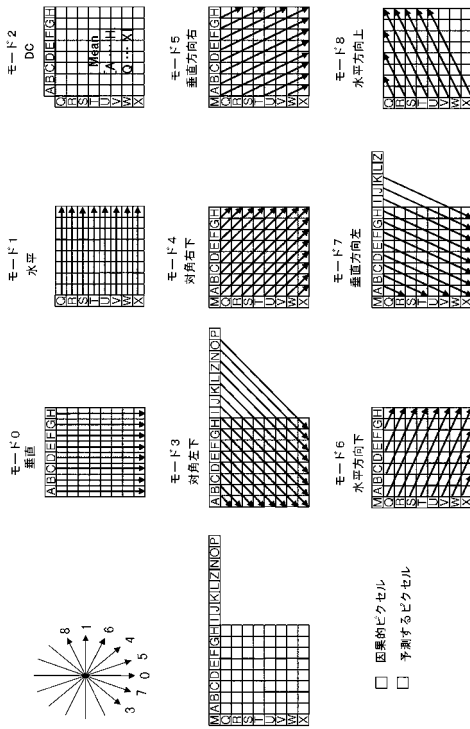 8
1
6
4
5
0
7
3
モード0
垂直
ABCDEFGH
モード1
水平
Q
R
S
T
U
V
W
X
モード2
DC
ABCDEFGH
Q
R
S
T
U
V
W
X
Mean
A…H
Q…X
MABCDEFGHIJKLZNOP
Q
R
S
T
U
V
W
X
モード3
対角左下
ABCDEFGHIJKLZNOP
モード4
対角右下
MABCDEFGH
Q
R
S
T
U
V
W
X
モード5
垂直方向右
MABCDEFGH
Q
R
S
T
U
V
W
X
因果的ピクセル
予測するピクセル
モード6
水平方向下
MABCDEFGH
Q
R
S
T
U
V
W
X
モード7
垂直方向左
MABCDEFGHIJKLZ
Q
R
S
T
U
V
W
X
モード8
水平方向上
Q
R
S
T
U
V
W
X